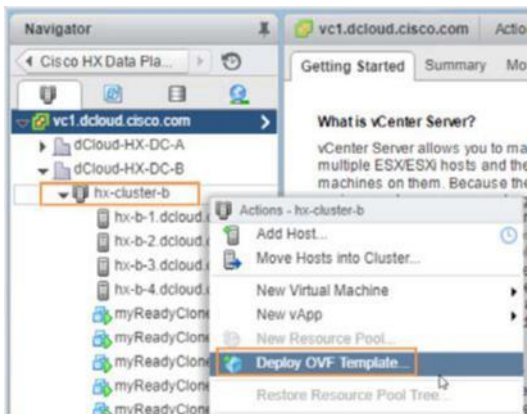 Navigator
vc1.dcloud.cisco.com Actio
Cisco HX Data Pla...
Getting Started Summary Mo
vc1.dcloud.cisco.com
What is vCenter Server?
dCloud-HX-DC-A
vCenter Server allows you to ma
dCloud-HX-DC-B
multiple ESX/ESXi hosts and the
hx-cluster-b
machines on them. Because the
hx-b-1.dcloud.
Actions - hx-cluster-b
Add Host...
hx-b-2.dcloud.
Move Hosts into Cluster...
hx-b-3.dcloud.
hx-b-4.dcloud.
New Virtual Machine
myReadyClone
New vApp
myReadyClone
New Resource Pool...
myReadyClone
Deploy OVF Template...
myReadyClone
Restore Resource Pool Tree...
myReadyClone